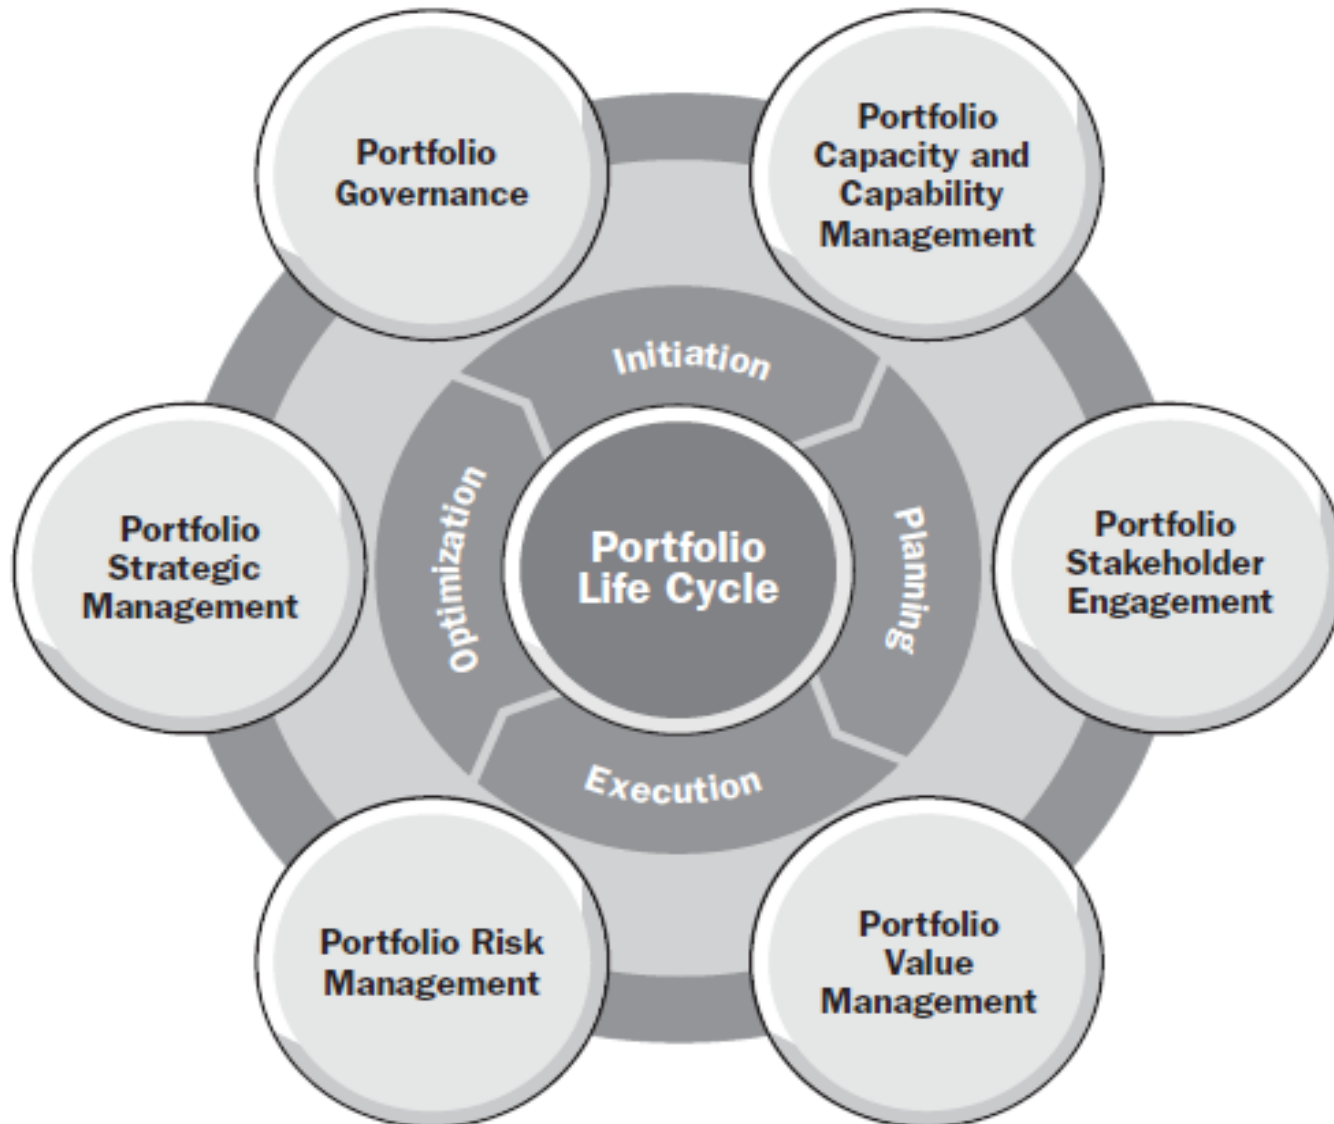 Portfolio
Governance
Portfolio
Capacity and
Capability
Management
Initiation
Portfolio
Strategic
Management
Optimization
Portfolio
Life Cycle
Planning
Portfolio
Stakeholder
Engagement
Execution
Portfolio Risk
Management
Portfolio
Value
Management